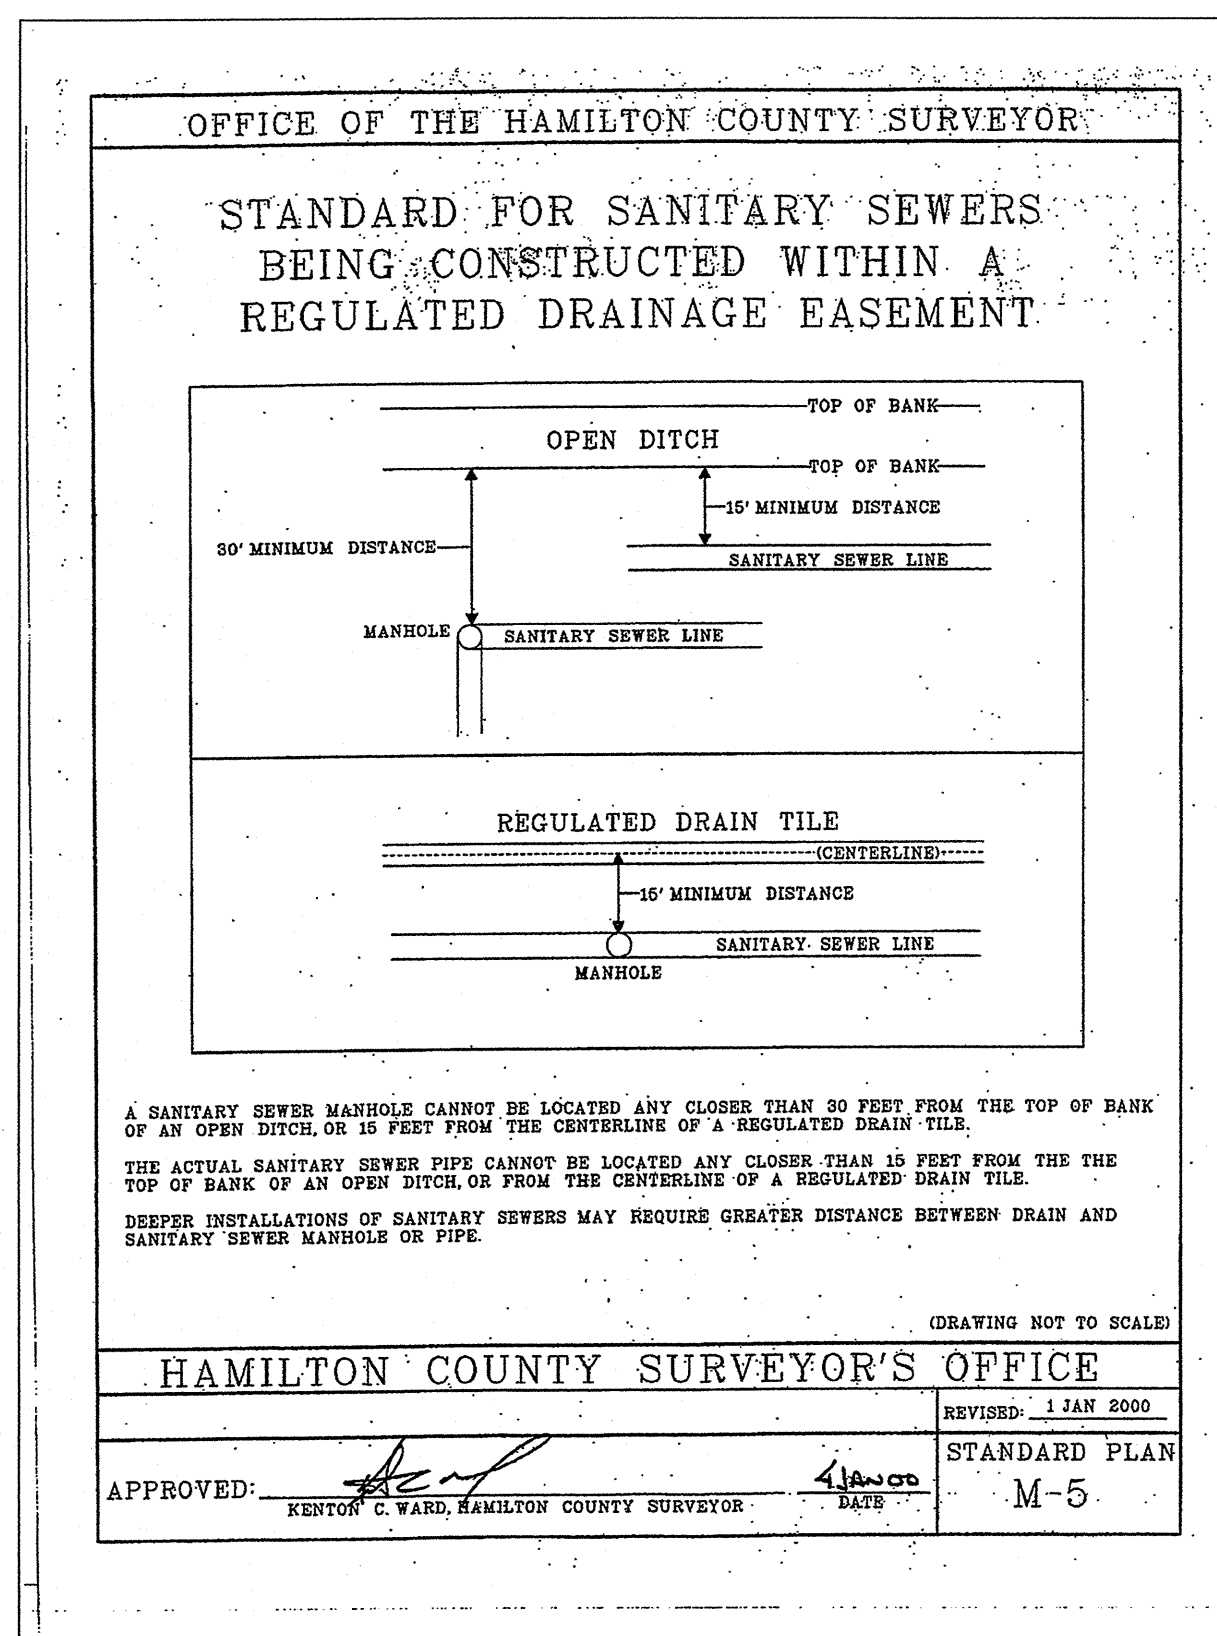 OFFICE OF THE HAMILTON COUNTY SURVEYOR
STANDARD FOR SANITARY SEWERS
BEING CONSTRUCTED WITHIN A
REGULATED DRAINAGE EASEMENT
TOP OF BANK
OPEN DITCH
TOP OF BANK
15' MINIMUM DISTANCE
30' MINIMUM DISTANCE
SANITARY SEWER LINE
MANHOLE
SANITARY SEWER LINE
REGULATED DRAIN TILE
(CENTERLINE)
15' MINIMUM DISTANCE
SANITARY SEWER LINE
MANHOLE
A SANITARY SEWER MANHOLE CANNOT BE LOCATED ANY CLOSER THAN 30 FEET FROM THE TOP OF BANK
OF AN OPEN DITCH, OR 15 FEET FROM THE CENTERLINE OF A REGULATED DRAIN TILE.
THE ACTUAL SANITARY SEWER PIPE CANNOT BE LOCATED ANY CLOSER THAN 15 FEET FROM THE THE
TOP OF BANK OF AN OPEN DITCH, OR FROM THE CENTERLINE OF A REGULATED DRAIN TILE.
DEEPER INSTALLATIONS OF SANITARY SEWERS MAY REQUIRE GREATER DISTANCE BETWEEN DRAIN AND
SANITARY SEWER MANHOLE OR PIPE.
(DRAWING NOT TO SCALE)
HAMILTON COUNTY SURVEYOR'S OFFICE
REVISED: 1 JAN 2000
STANDARD PLAN
M-5
APPROVED:
4 JAN 00
KENTON C. WARD, HAMILTON COUNTY SURVEYOR
DATE